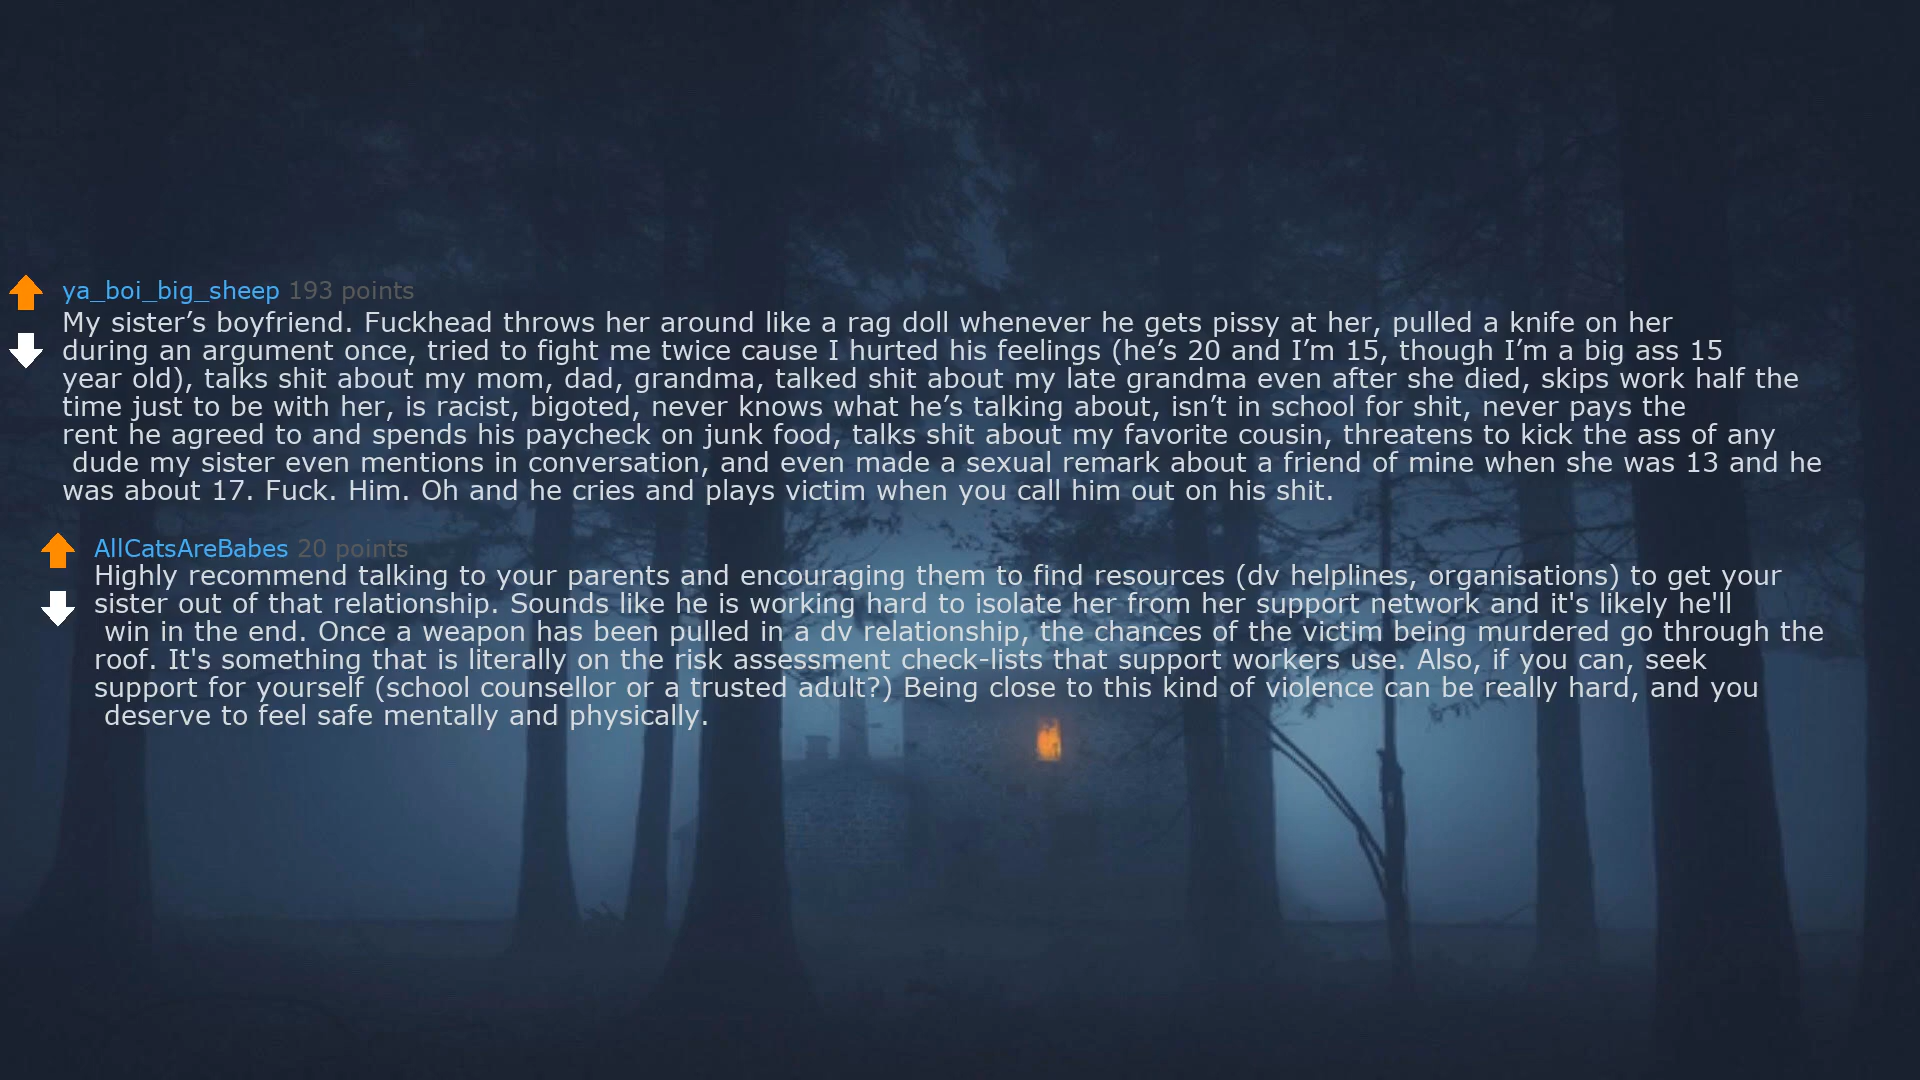 ya_boi_big_sheep 193 points
My sister’s boyfriend. Fuckhead throws her around like a rag doll whenever he gets pissy at her, pulled a knife on her
during an argument once, tried to fight me twice cause I hurted his feelings (he’s 20 and I’m 15, though I’m a big ass 15
year old), talks shit about my mom, dad, grandma, talked shit about my late grandma even after she died, skips work half the
time just to be with her, is racist, bigoted, never knows what he’s talking about, isn’t in school for shit, never pays the
rent he agreed to and spends his paycheck on junk food, talks shit about my favorite cousin, threatens to kick the ass of any
dude my sister even mentions in conversation, and even made a sexual remark about a friend of mine when she was 13 and he
was about 17. Fuck. Him. Oh and he cries and plays victim when you call him out on his shit.
AllCatsAreBabes 20 points
Highly recommend talking to your parents and encouraging them to find resources (dv helplines, organisations) to get your
sister out of that relationship. Sounds like he is working hard to isolate her from her support network and it's likely he'll
win in the end. Once a weapon has been pulled in a dv relationship, the chances of the victim being murdered go through the
roof. It's something that is literally on the risk assessment check-lists that support workers use. Also, if you can, seek
support for yourself (school counsellor or a trusted adult?) Being close to this kind of violence can be really hard, and you
deserve to feel safe mentally and physically.